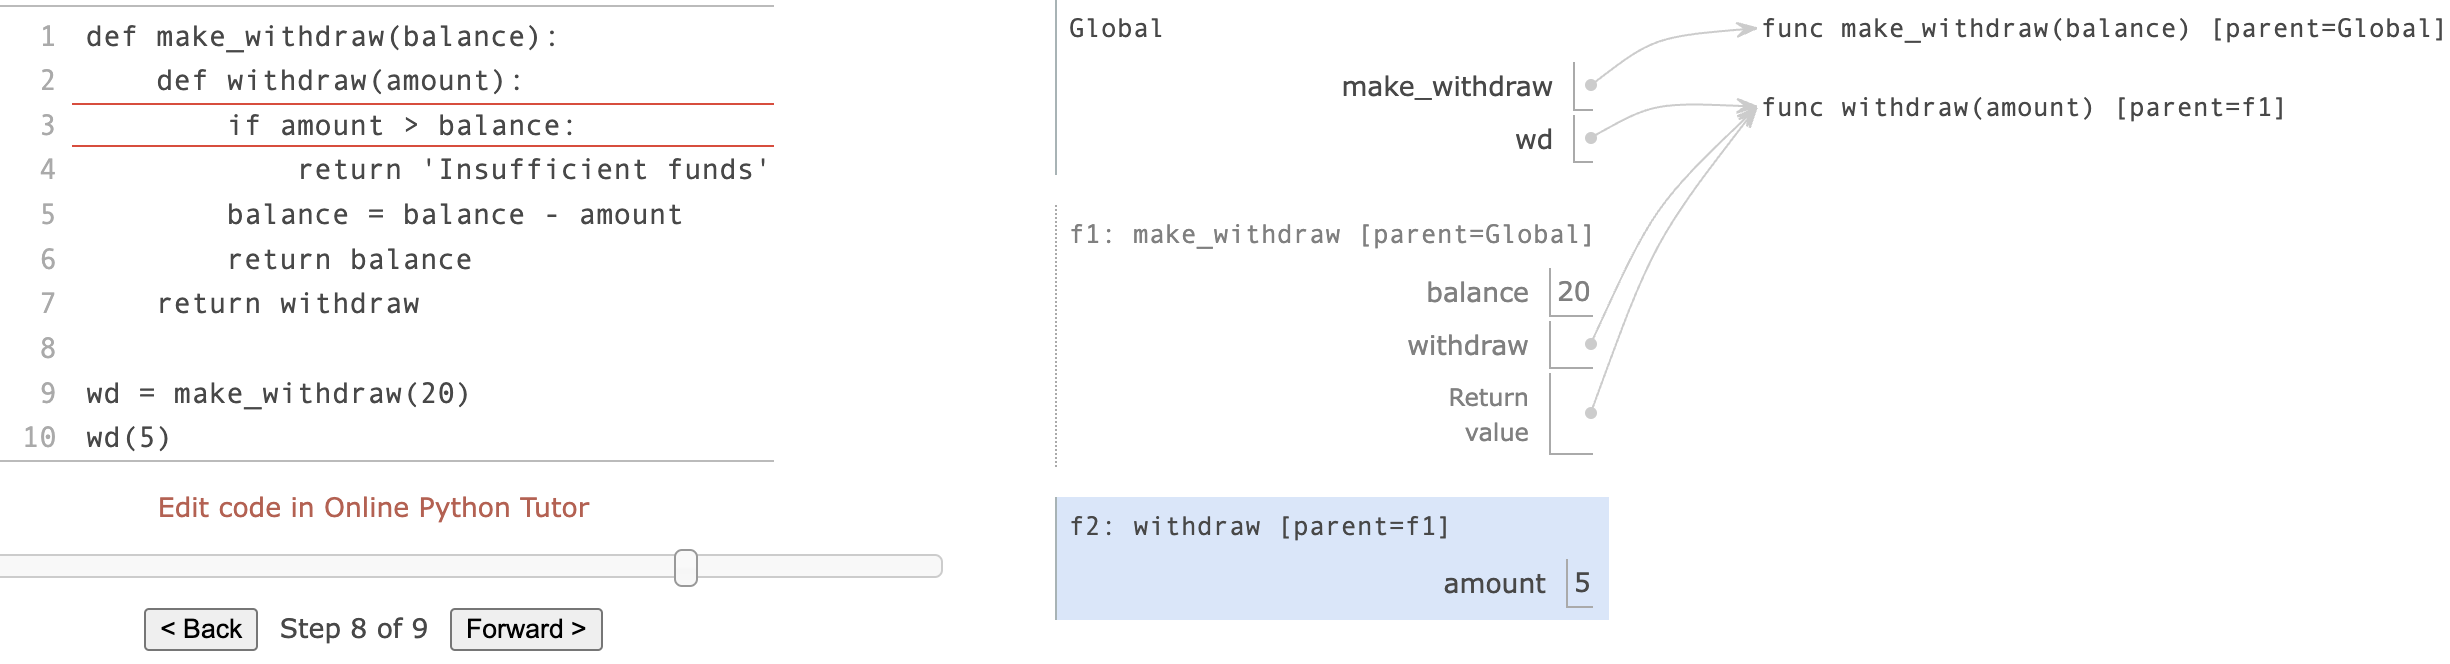 1 def make_withdraw(balance):
2     def withdraw(amount):
3         if amount > balance:
4             return 'Insufficient funds'
5         balance = balance - amount
6         return balance
7     return withdraw
8
9 wd = make_withdraw(20)
10 wd(5)
Edit code in Online Python Tutor
< Back Step 8 of 9 Forward >
Global
make_withdraw
wd
f1: make_withdraw [parent=Global]
balance 20
withdraw
Return
value
f2: withdraw [parent=f1]
amount 5
func make_withdraw(balance) [parent=Global]
func withdraw(amount) [parent=f1]